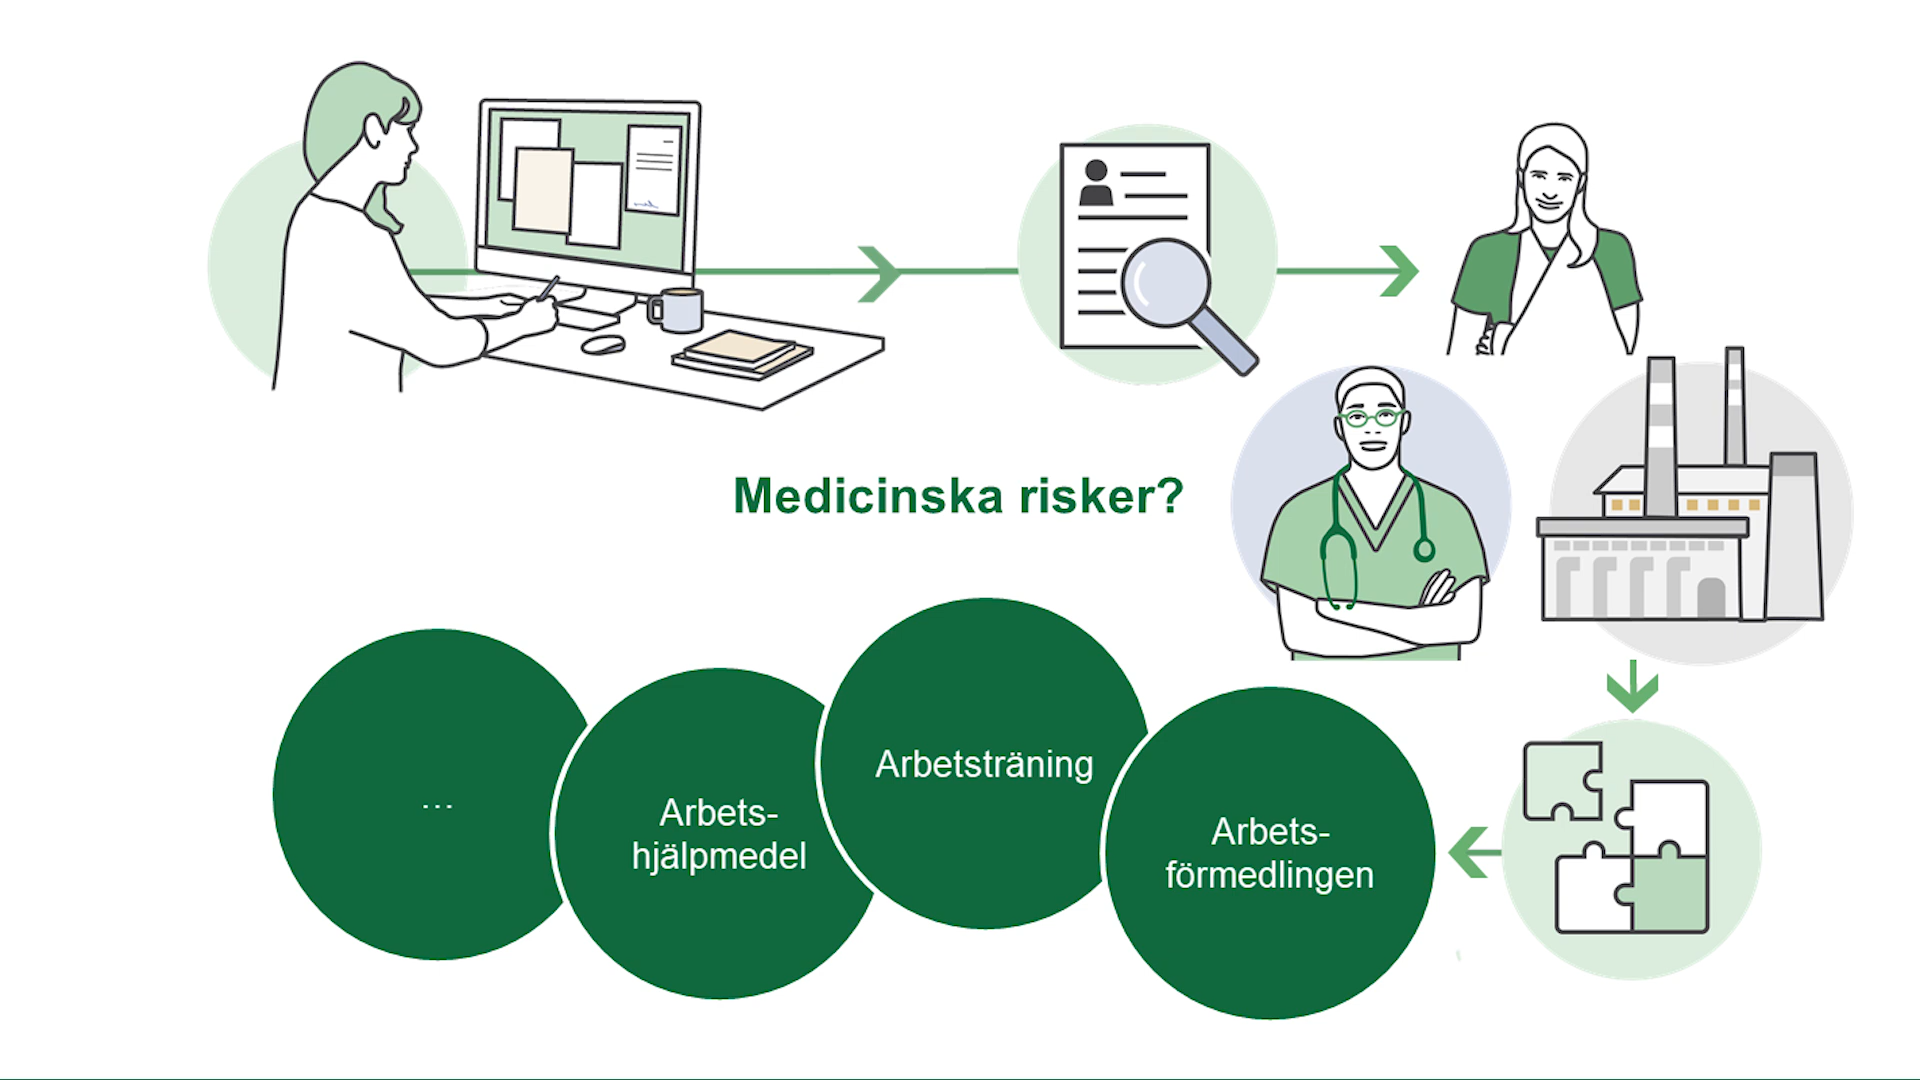 Medicinska risker?
...
Arbets-
hjälpmedel
Arbetsträning
Arbets-
förmedlingen